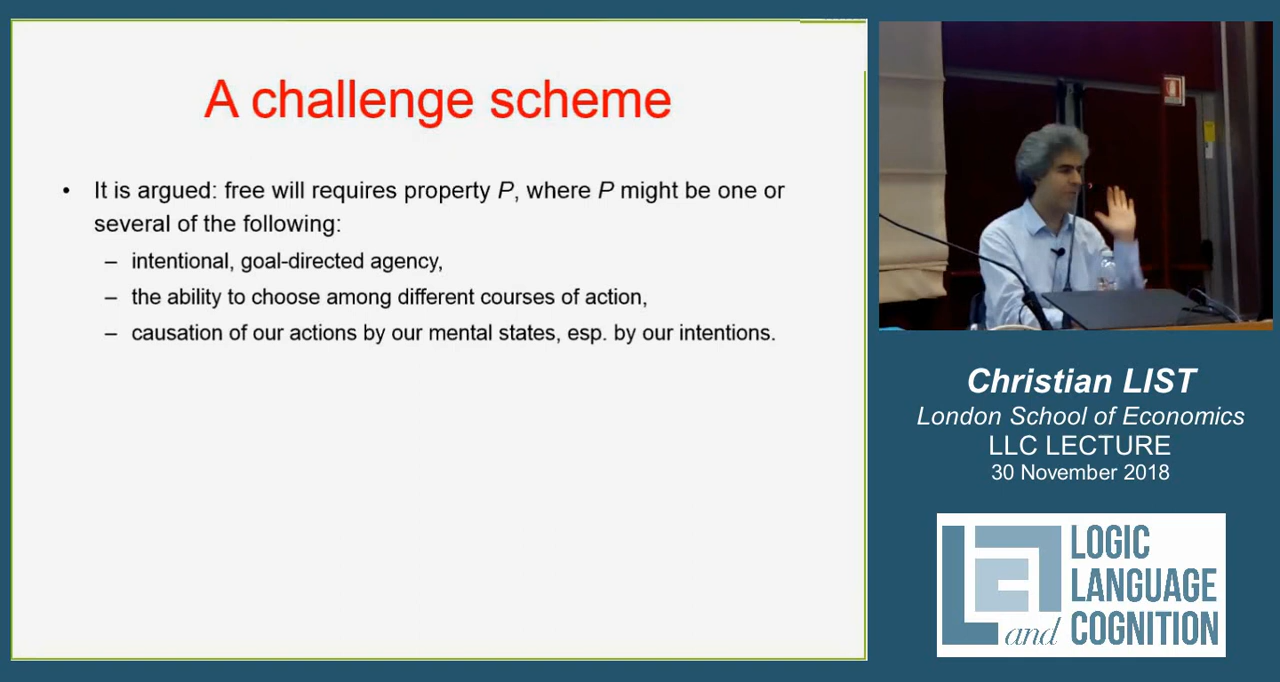 A challenge scheme
• It is argued: free will requires property P, where P might be one or
several of the following:
– intentional, goal-directed agency,
– the ability to choose among different courses of action,
– causation of our actions by our mental states, esp. by our intentions.
Christian LIST
London School of Economics
LLC LECTURE
30 November 2018
LOGIC
LANGUAGE
and COGNITION